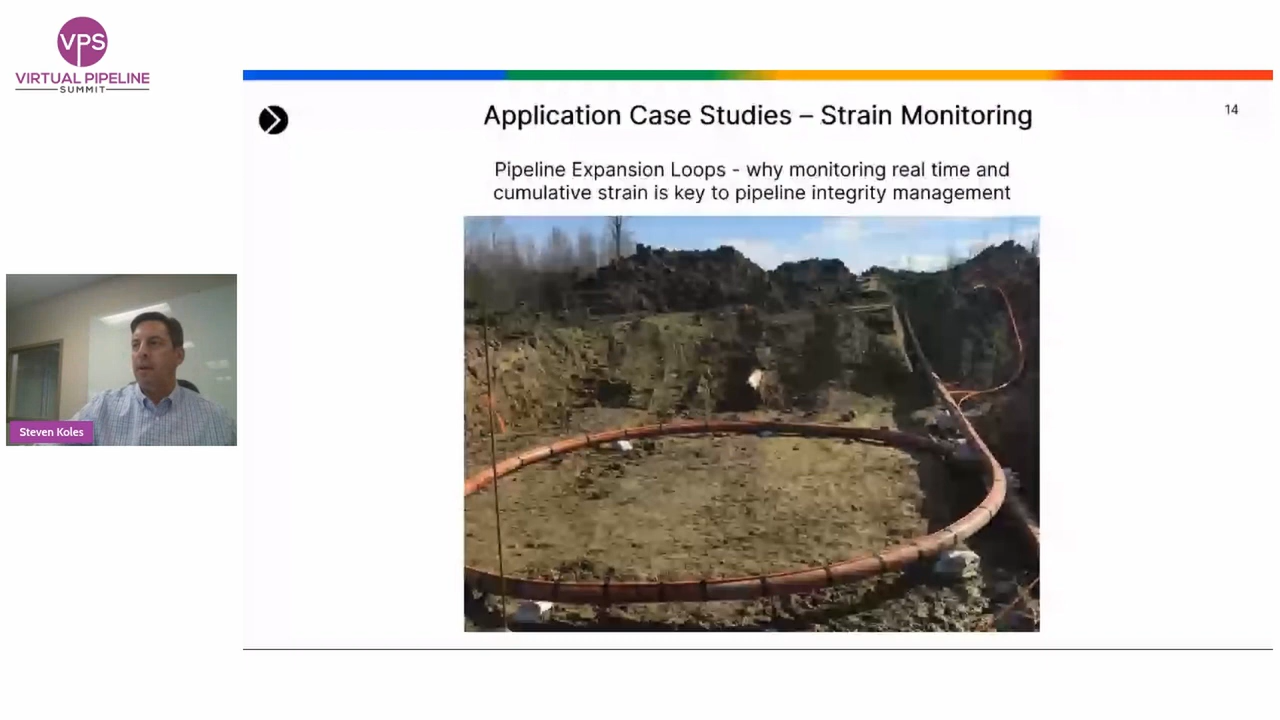 VPS
VIRTUAL PIPELINE
SUMMIT
Application Case Studies – Strain Monitoring
14
Pipeline Expansion Loops - why monitoring real time and
cumulative strain is key to pipeline integrity management
Steven Koles